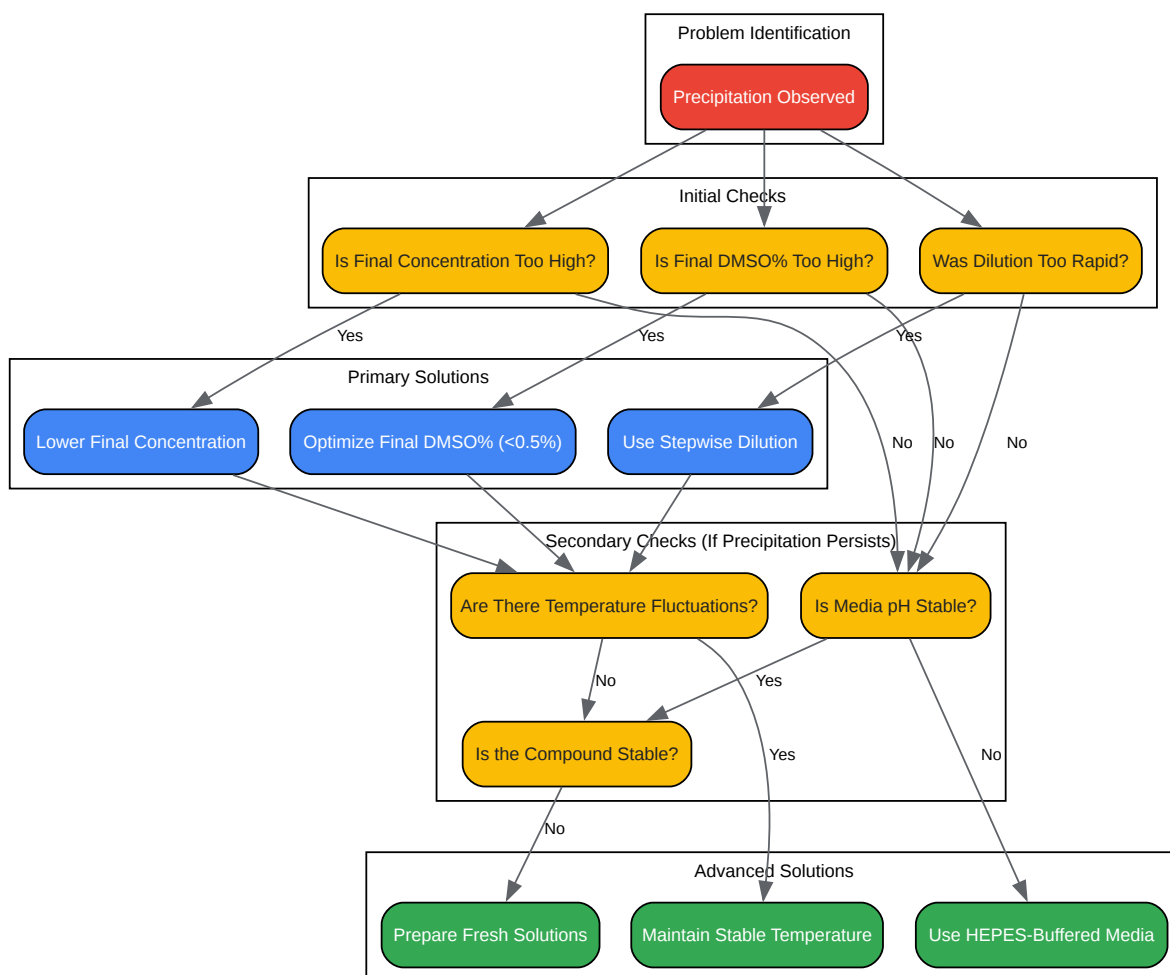 Problem Identification
Precipitation Observed
Initial Checks
Is Final Concentration Too High?
Is Final DMSO% Too High?
Was Dilution Too Rapid?
Yes
Yes
Yes
Primary Solutions
Lower Final Concentration
Optimize Final DMSO% (<0.5%)
Use Stepwise Dilution
No
No
No
Secondary Checks (If Precipitation Persists)
Are There Temperature Fluctuations?
Is Media pH Stable?
No
Yes
Is the Compound Stable?
Yes
No
No
Advanced Solutions
Prepare Fresh Solutions
Maintain Stable Temperature
Use HEPES-Buffered Media